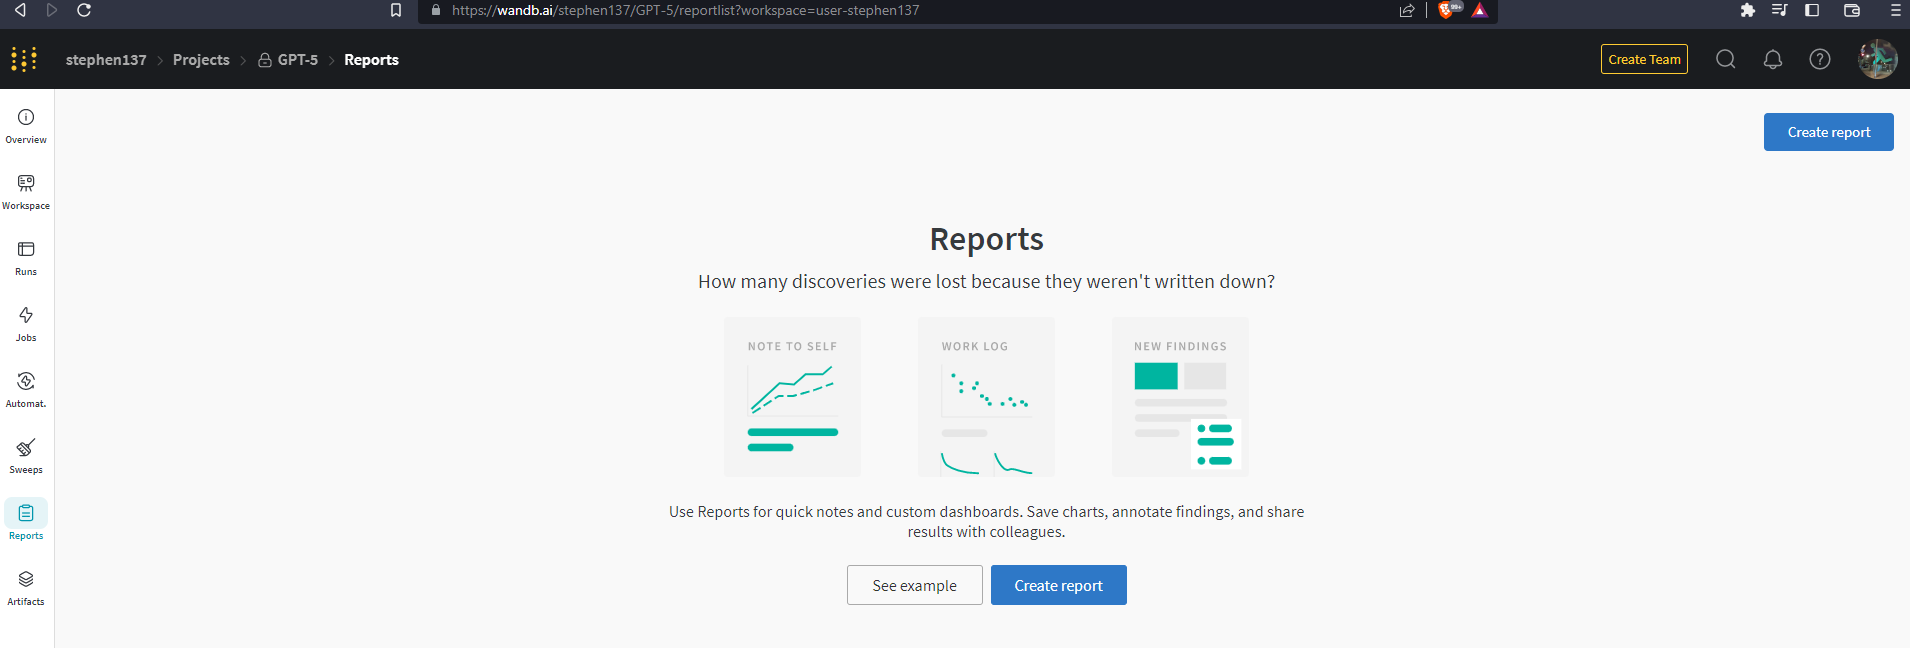 https://wandb.ai/stephen137/GPT-5/reportlist?workspace=user-stephen137
99+
stephen137 > Projects > GPT-5 > Reports
Create Team
?
Overview
Workspace
Runs
Jobs
Automat.
Sweeps
Reports
Artifacts
Create report
Reports
How many discoveries were lost because they weren't written down?
NOTE TO SELF
WORK LOG
NEW FINDINGS
Use Reports for quick notes and custom dashboards. Save charts, annotate findings, and share
results with colleagues.
See example
Create report